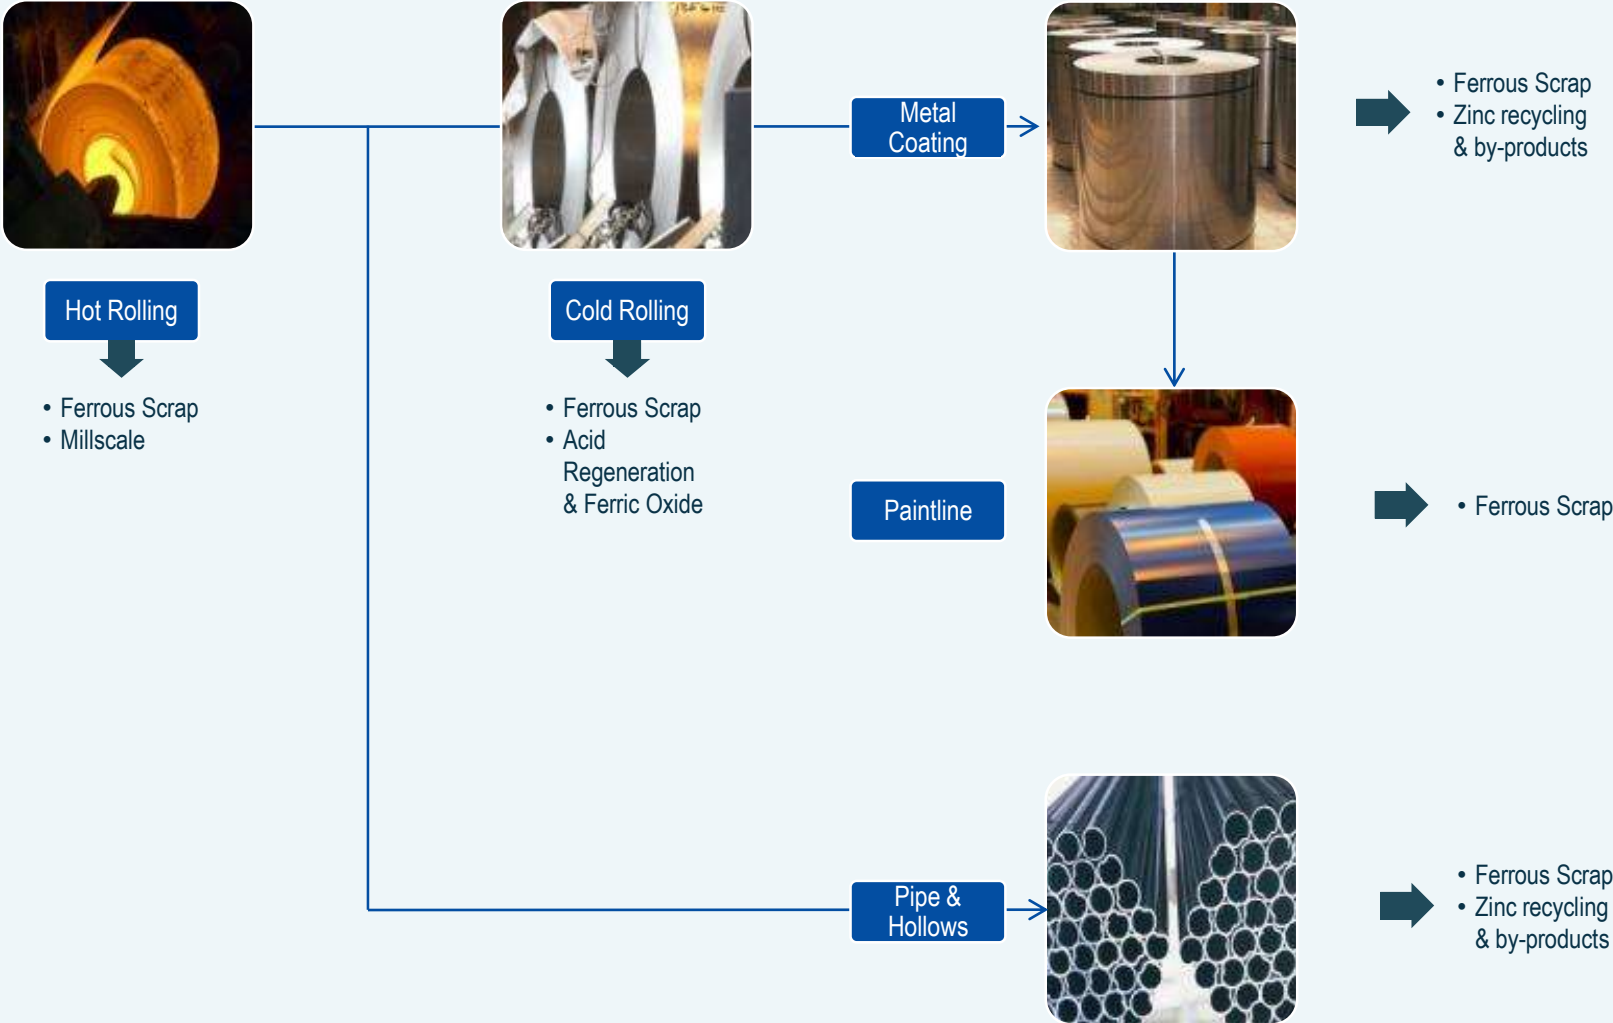 Metal
Coating
• Ferrous Scrap
• Zinc recycling
& by-products
Hot Rolling
• Ferrous Scrap
• Millscale
Cold Rolling
• Ferrous Scrap
• Acid
Regeneration
& Ferric Oxide
Paintline
• Ferrous Scrap
Pipe &
Hollows
• Ferrous Scrap
• Zinc recycling
& by-products